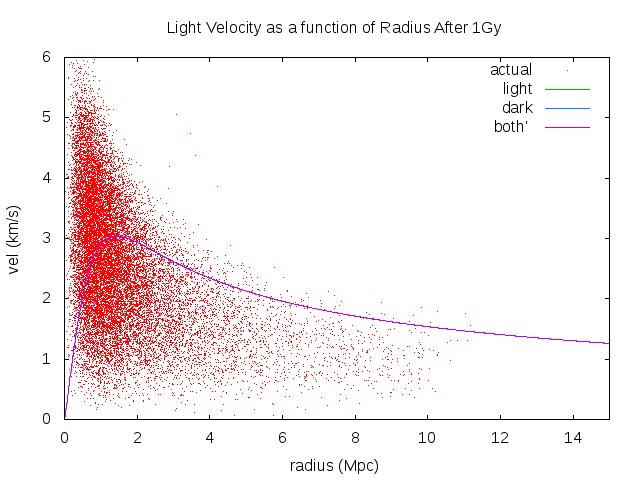 Light Velocity as a function of Radius After 1Gy
actual
light
dark
both'
vel (km/s)
6
5
4
3
2
1
0
0 2 4 6 8 10 12 14
radius (Mpc)